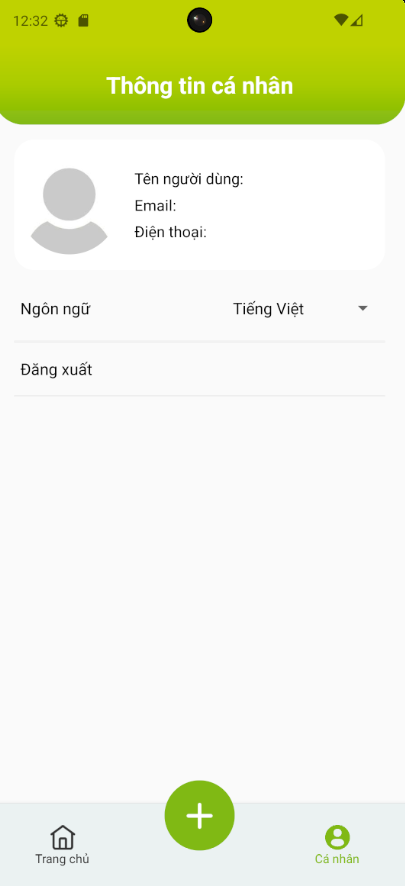 12:32
Thông tin cá nhân
Tên người dùng:
Email:
Điện thoại:
Ngôn ngữ Tiếng Việt
Đăng xuất
Trang chủ Cá nhân